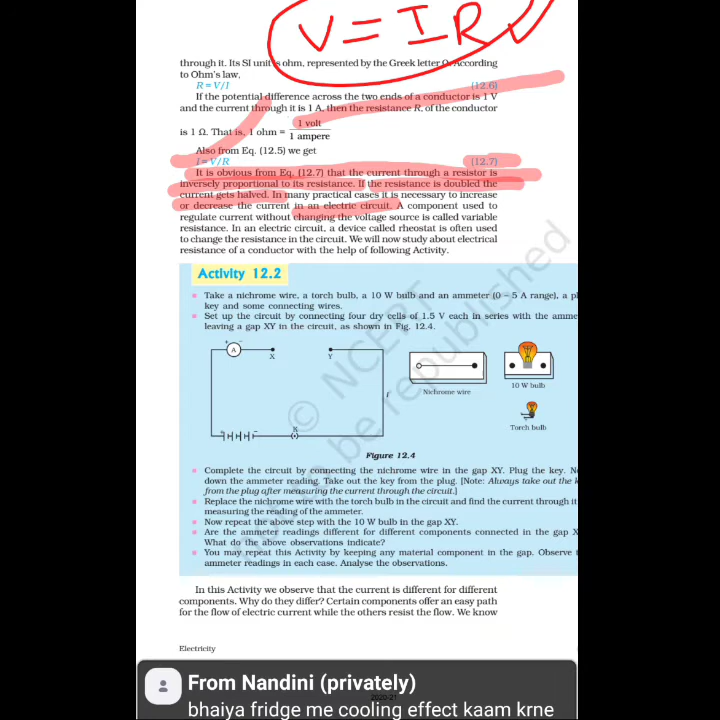 V = IR
through it. Its SI unit is ohm, represented by the Greek letter Ω. According
to Ohm's law,
R = V/I (12.6)
If the potential difference across the two ends of a conductor is 1 V
and the current through it is 1 A, then the resistance R, of the conductor
is 1 Ω. That is, 1 ohm = 1 volt / 1 ampere
Also from Eq. (12.5) we get
I = V/R (12.7)
It is obvious from Eq. (12.7) that the current through a resistor is
inversely proportional to its resistance. If the resistance is doubled the
current gets halved. In many practical cases it is necessary to increase
or decrease the current in an electric circuit. A component used to
regulate current without changing the voltage source is called variable
resistance. In an electric circuit, a device called rheostat is often used
to change the resistance in the circuit. We will now study about electrical
resistance of a conductor with the help of following Activity.
Activity 12.2
Take a nichrome wire, a torch bulb, a 10 W bulb and an ammeter (0 – 5 A range), a
key and some connecting wires.
Set up the circuit by connecting four dry cells of 1.5 V each in series with the
leaving a gap XY in the circuit, as shown in Fig. 12.4.
+ –
A
X
Y
K
+ –
Nichrome wire
10 W bulb
Torch bulb
Figure 12.4
Complete the circuit by connecting the nichrome wire in the gap XY. Plug the key.
down the ammeter reading. Take out the key from the plug. [Note: Always take out the
from the plug after measuring the current through the circuit.]
Replace the nichrome wire with the torch bulb in the circuit and find the current through it
measuring the reading of the ammeter.
Now repeat the above step with the 10 W bulb in the gap XY.
Are the ammeter readings different for different components connected in the gap
What do the above observations indicate?
You may repeat this Activity by keeping any material component in the gap. Observe
ammeter readings in each case. Analyse the observations.
© NCERT
not to be republished
In this Activity we observe that the current is different for different
components. Why do they differ? Certain components offer an easy path
for the flow of electric current while the others resist the flow. We know
Electricity
2020-21
From Nandini (privately)
bhaiya fridge me cooling effect kaam krne